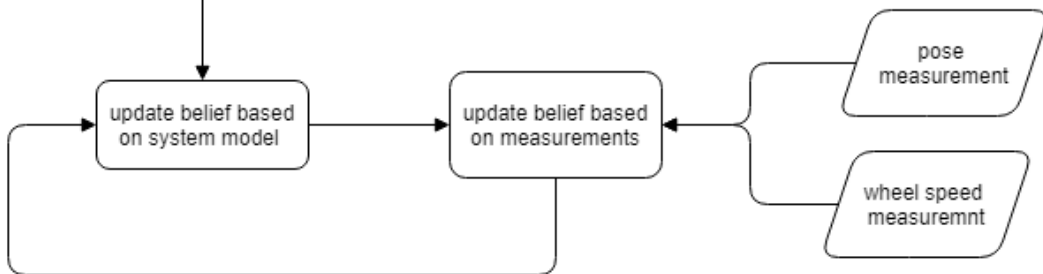 update belief based
on system model
update belief based
on measurements
pose
measurement
wheel speed
measuremnt